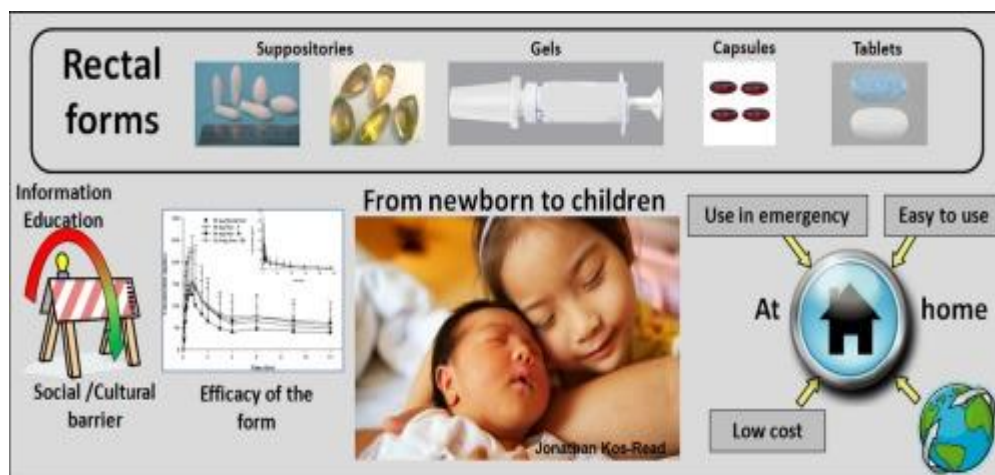 Rectal
forms
Suppositories
Gels
Capsules
Tablets
Information
Education
Social /Cultural
barrier
Efficacy of the
form
From newborn to children
Jonathan Kos-Read
Use in emergency
Easy to use
At
home
Low cost